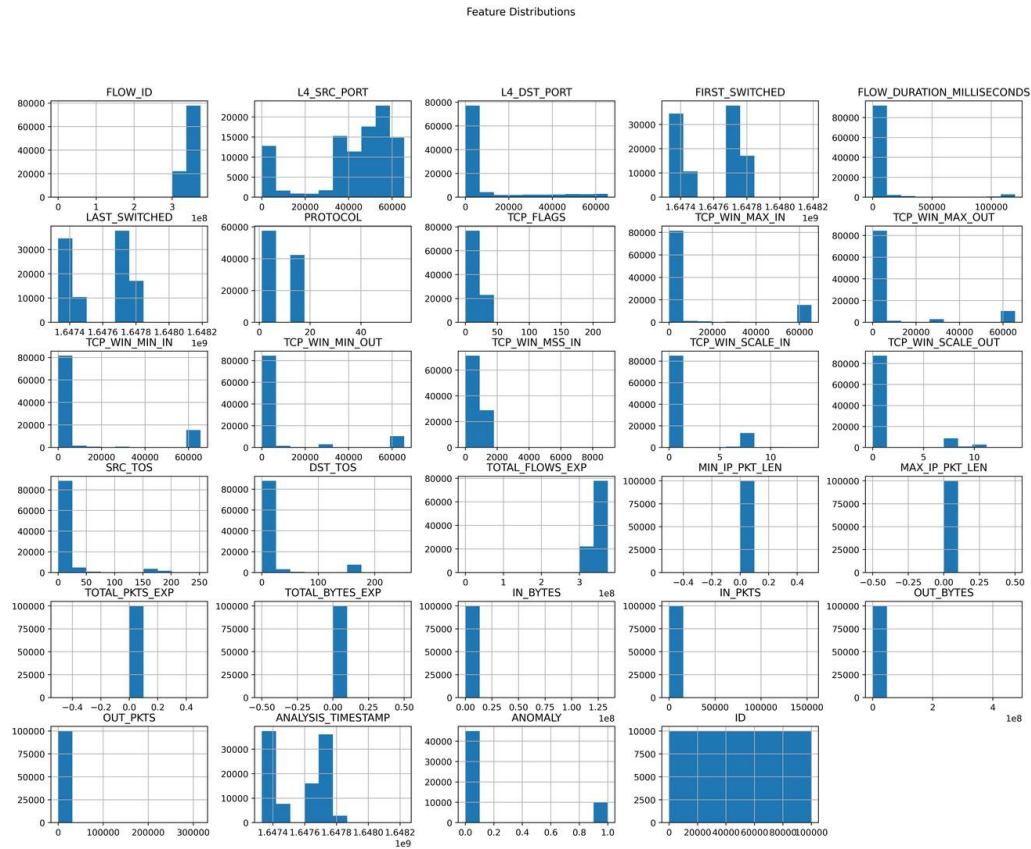 Feature Distributions
FLOW_ID
80000
60000
40000
20000
0
0 1 2 3
1e8
L4_SRC_PORT
20000
15000
10000
5000
0
0 20000 40000 60000
L4_DST_PORT
80000
60000
40000
20000
0
0 20000 40000 60000
FIRST_SWITCHED
30000
20000
10000
0
1.6474 1.6476 1.6478 1.6480 1.6482
1e9
FLOW_DURATION_MILLISECONDS
80000
60000
40000
20000
0
0 50000 100000
LAST_SWITCHED
40000
30000
20000
10000
0
1.6474 1.6476 1.6478 1.6480 1.6482
1e9
PROTOCOL
60000
40000
20000
0
0 20 40
TCP_FLAGS
80000
60000
40000
20000
0
0 50 100 150 200
TCP_WIN_MAX_IN
80000
60000
40000
20000
0
0 20000 40000 60000
TCP_WIN_MAX_OUT
80000
60000
40000
20000
0
0 20000 40000 60000
TCP_WIN_MIN_IN
80000
60000
40000
20000
0
0 20000 40000 60000
TCP_WIN_MIN_OUT
80000
60000
40000
20000
0
0 20000 40000 60000
TCP_WIN_MSS_IN
80000
60000
40000
20000
0
0 2000 4000 6000 8000
TCP_WIN_SCALE_IN
80000
60000
40000
20000
0
0 5 10
TCP_WIN_SCALE_OUT
80000
60000
40000
20000
0
0 5 10
SRC_TOS
80000
60000
40000
20000
0
0 50 100 150 200 250
DST_TOS
80000
60000
40000
20000
0
0 100 200
TOTAL_FLOWS_EXP
80000
60000
40000
20000
0
0 1 2 3
1e8
MIN_IP_PKT_LEN
100000
75000
50000
25000
0
−0.4 −0.2 0.0 0.2 0.4
MAX_IP_PKT_LEN
100000
75000
50000
25000
0
−0.50 −0.25 0.00 0.25 0.50
TOTAL_PKTS_EXP
100000
75000
50000
25000
0
−0.4 −0.2 0.0 0.2 0.4
TOTAL_BYTES_EXP
100000
75000
50000
25000
0
−0.50 −0.25 0.00 0.25 0.50
IN_BYTES
100000
75000
50000
25000
0
0.00 0.25 0.50 0.75 1.00 1.25
1e8
IN_PKTS
100000
75000
50000
25000
0
0 50000 100000 150000
OUT_BYTES
100000
75000
50000
25000
0
0 2 4
1e8
OUT_PKTS
100000
75000
50000
25000
0
0 100000 200000 300000
ANALYSIS_TIMESTAMP
30000
20000
10000
0
1.6474 1.6476 1.6478 1.6480 1.6482
1e9
ANOMALY
40000
30000
20000
10000
0
0.0 0.2 0.4 0.6 0.8 1.0
ID
10000
7500
5000
2500
0
0 20000 40000 60000 80000 100000